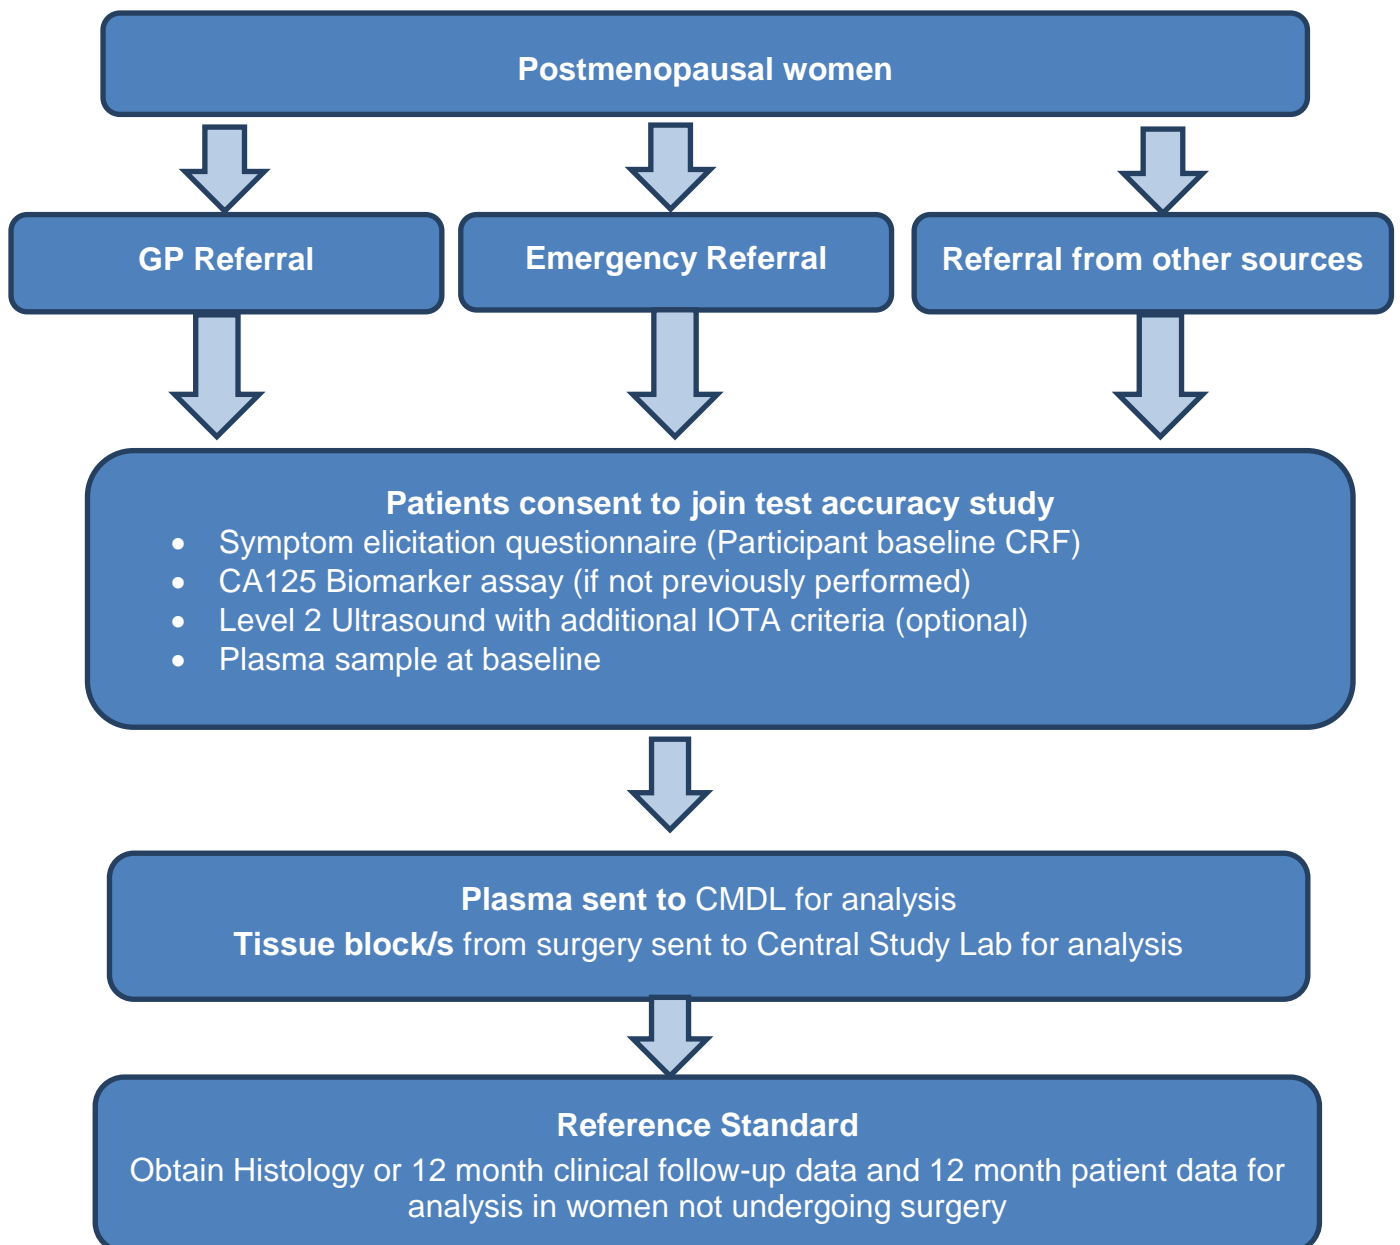 Postmenopausal women
GP Referral
Emergency Referral
Referral from other sources
Patients consent to join test accuracy study
• Symptom elicitation questionnaire (Participant baseline CRF)
• CA125 Biomarker assay (if not previously performed)
• Level 2 Ultrasound with additional IOTA criteria (optional)
• Plasma sample at baseline
Plasma sent to CMDL for analysis
Tissue block/s from surgery sent to Central Study Lab for analysis
Reference Standard
Obtain Histology or 12 month clinical follow-up data and 12 month patient data for
analysis in women not undergoing surgery